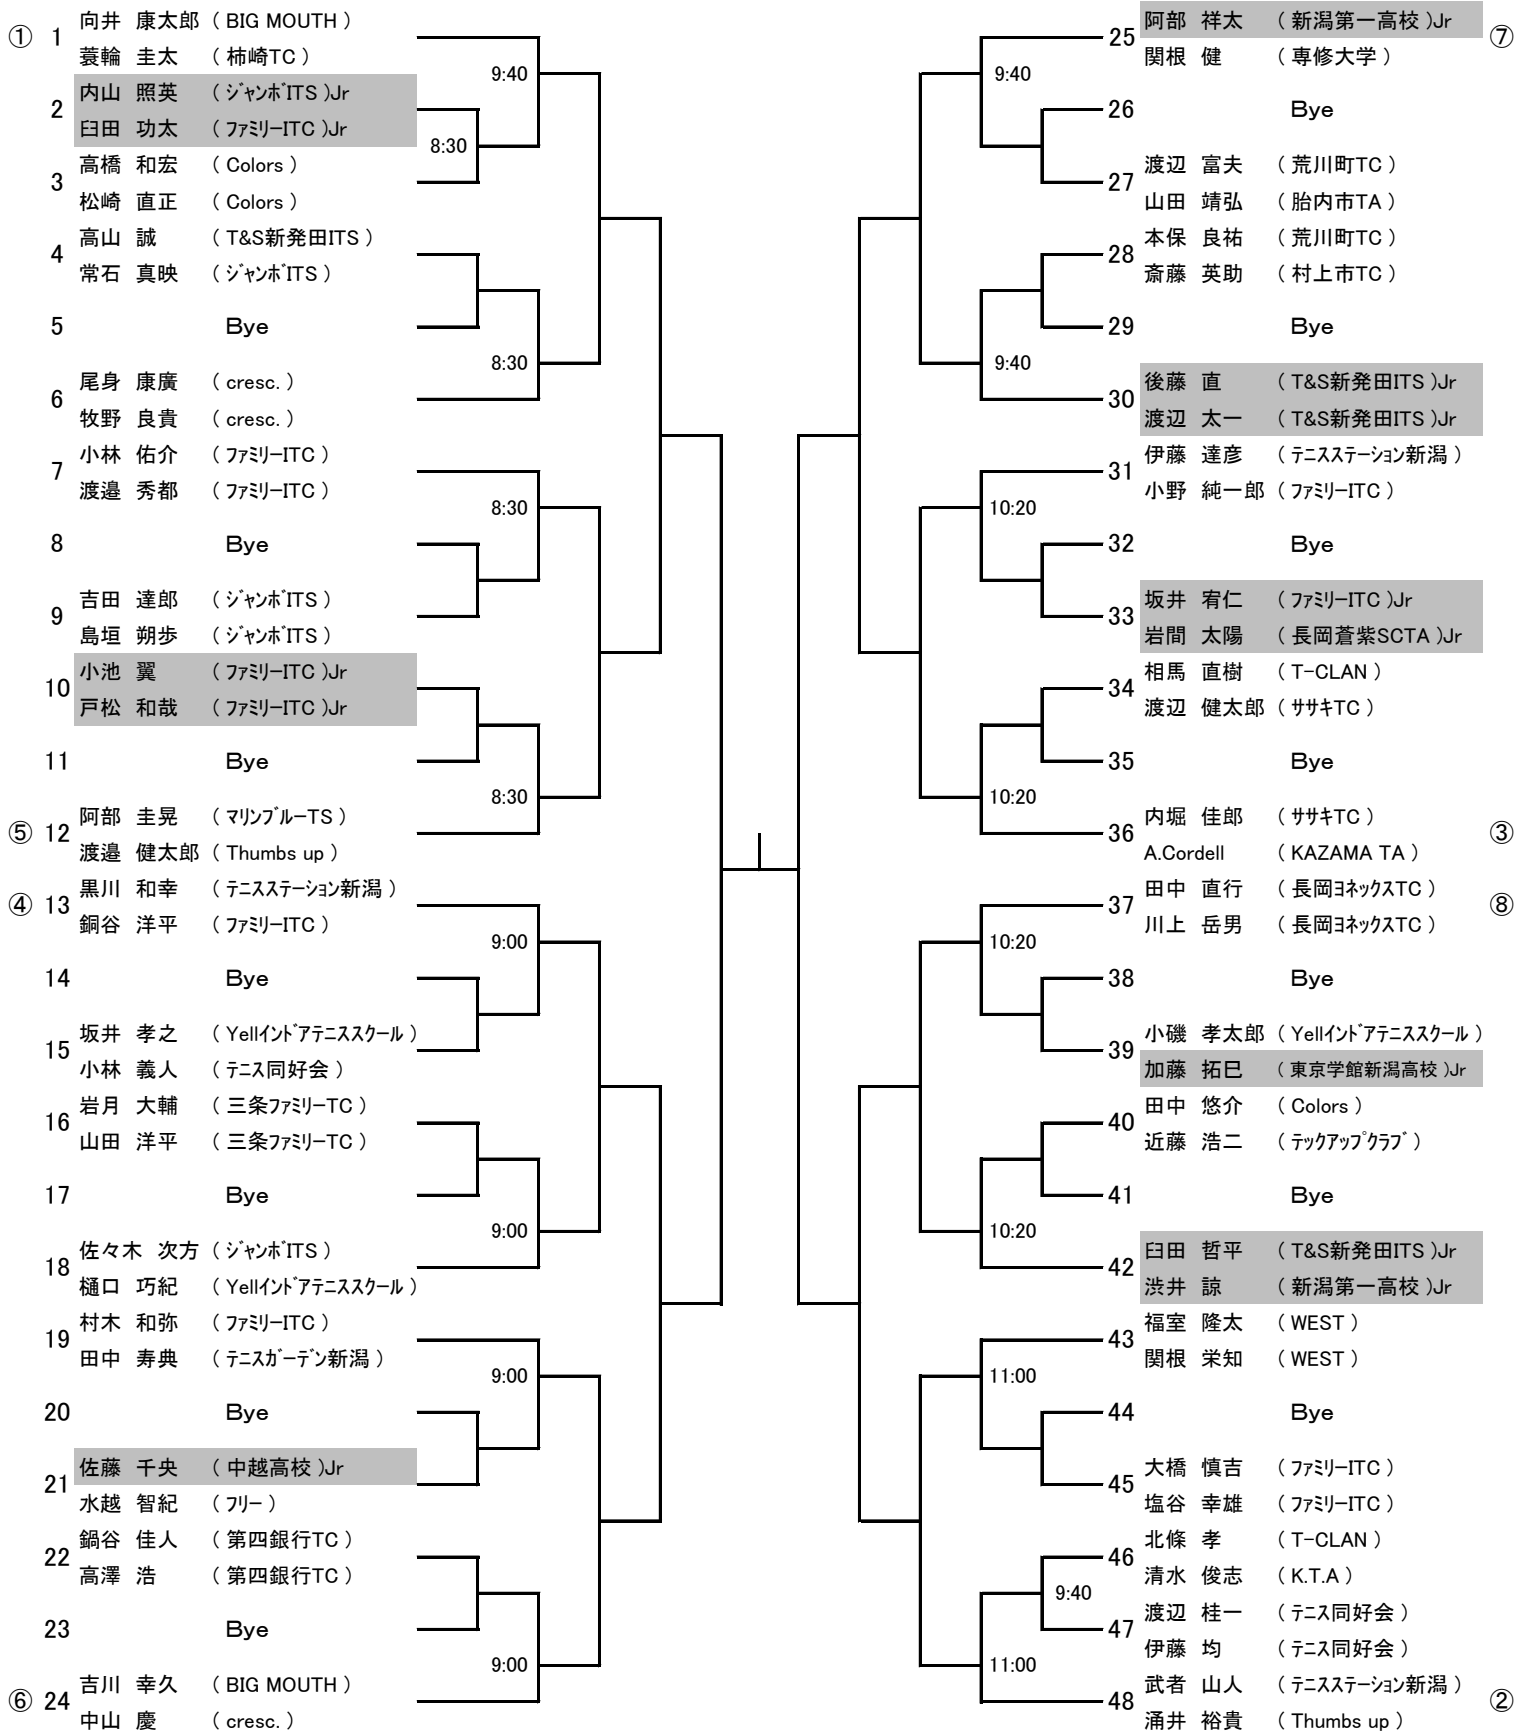 ① 1 向井 康太郎 ( BIG MOUTH )
蓑輪 圭太 ( 柿崎TC )
9:40
2 内山 照英 ( ｼﾞｬﾝﾎﾞITS )Jr
臼田 功太 ( ﾌｧﾐﾘｰITC )Jr
8:30
3 高橋 和宏 ( Colors )
松崎 直正 ( Colors )
4 高山 誠 ( T&S新発田ITS )
常石 真映 ( ｼﾞｬﾝﾎﾞITS )
5 Bye
8:30
6 尾身 康廣 ( cresc. )
牧野 良貴 ( cresc. )
7 小林 佑介 ( ﾌｧﾐﾘｰITC )
渡邉 秀都 ( ﾌｧﾐﾘｰITC )
8:30
8 Bye
9 吉田 達郎 ( ｼﾞｬﾝﾎﾞITS )
島垣 朔歩 ( ｼﾞｬﾝﾎﾞITS )
10 小池 翼 ( ﾌｧﾐﾘｰITC )Jr
戸松 和哉 ( ﾌｧﾐﾘｰITC )Jr
11 Bye
8:30
⑤ 12 阿部 圭晃 ( ﾏﾘﾝﾌﾞﾙｰTS )
渡邉 健太郎 ( Thumbs up )
④ 13 黒川 和幸 ( ﾃﾆｽｽﾃｰｼｮﾝ新潟 )
銅谷 洋平 ( ﾌｧﾐﾘｰITC )
9:00
14 Bye
15 坂井 孝之 ( Yellｲﾝﾄﾞｱﾃﾆｽｽｸｰﾙ )
小林 義人 ( ﾃﾆｽ同好会 )
16 岩月 大輔 ( 三条ﾌｧﾐﾘｰTC )
山田 洋平 ( 三条ﾌｧﾐﾘｰTC )
17 Bye
9:00
18 佐々木 次方 ( ｼﾞｬﾝﾎﾞITS )
樋口 巧紀 ( Yellｲﾝﾄﾞｱﾃﾆｽｽｸｰﾙ )
19 村木 和弥 ( ﾌｧﾐﾘｰITC )
田中 寿典 ( ﾃﾆｽｶﾞｰﾃﾞﾝ新潟 )
9:00
20 Bye
21 佐藤 千央 ( 中越高校 )Jr
水越 智紀 ( ﾌﾘｰ )
22 鍋谷 佳人 ( 第四銀行TC )
高澤 浩 ( 第四銀行TC )
23 Bye
9:00
⑥ 24 吉川 幸久 ( BIG MOUTH )
中山 慶 ( cresc. )
25 阿部 祥太 ( 新潟第一高校 )Jr ⑦
関根 健 ( 専修大学 )
9:40
26 Bye
27 渡辺 富夫 ( 荒川町TC )
山田 靖弘 ( 胎内市TA )
28 本保 良祐 ( 荒川町TC )
斎藤 英助 ( 村上市TC )
29 Bye
9:40
30 後藤 直 ( T&S新発田ITS )Jr
渡辺 太一 ( T&S新発田ITS )Jr
31 伊藤 達彦 ( ﾃﾆｽｽﾃｰｼｮﾝ新潟 )
小野 純一郎 ( ﾌｧﾐﾘｰITC )
10:20
32 Bye
33 坂井 宥仁 ( ﾌｧﾐﾘｰITC )Jr
岩間 太陽 ( 長岡蒼紫SCTA )Jr
34 相馬 直樹 ( T-CLAN )
渡辺 健太郎 ( ｻｻｷTC )
35 Bye
10:20
36 内堀 佳郎 ( ｻｻｷTC ) ③
A.Cordell ( KAZAMA TA )
37 田中 直行 ( 長岡ﾖﾈｯｸｽTC ) ⑧
川上 岳男 ( 長岡ﾖﾈｯｸｽTC )
10:20
38 Bye
39 小磯 孝太郎 ( Yellｲﾝﾄﾞｱﾃﾆｽｽｸｰﾙ )
加藤 拓巳 ( 東京学館新潟高校 )Jr
40 田中 悠介 ( Colors )
近藤 浩二 ( ﾃｯｸｱｯﾌﾟｸﾗﾌﾞ )
41 Bye
10:20
42 臼田 哲平 ( T&S新発田ITS )Jr
渋井 諒 ( 新潟第一高校 )Jr
43 福室 隆太 ( WEST )
関根 栄知 ( WEST )
11:00
44 Bye
45 大橋 慎吉 ( ﾌｧﾐﾘｰITC )
塩谷 幸雄 ( ﾌｧﾐﾘｰITC )
46 北條 孝 ( T-CLAN )
清水 俊志 ( K.T.A )
9:40
47 渡辺 桂一 ( ﾃﾆｽ同好会 )
伊藤 均 ( ﾃﾆｽ同好会 )
11:00
48 武者 山人 ( ﾃﾆｽｽﾃｰｼｮﾝ新潟 ) ②
涌井 裕貴 ( Thumbs up )